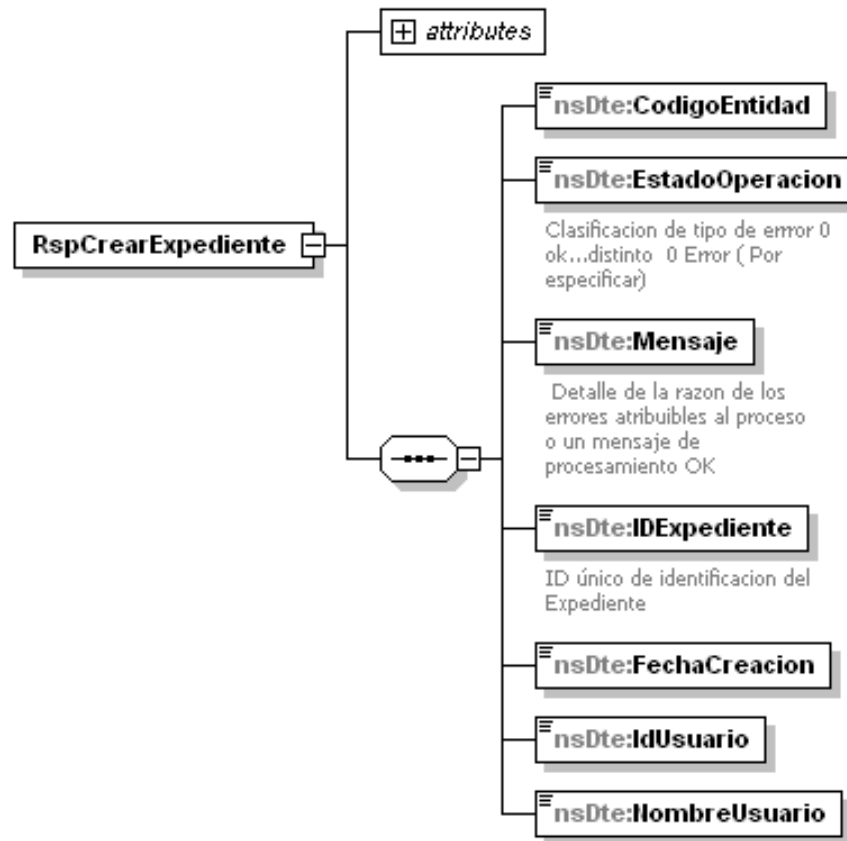 attributes
nsDte:CodigoEntidad
nsDte:EstadoOperacion
Clasificacion de tipo de error 0
ok...distinto  0 Error ( Por
especificar)
RspCrearExpediente
nsDte:Mensaje
Detalle de la razon de los
errores atribuibles al proceso
o un mensaje de
procesamiento OK
nsDte:IDExpediente
ID único de identificacion del
Expediente
nsDte:FechaCreacion
nsDte:IdUsuario
nsDte:NombreUsuario